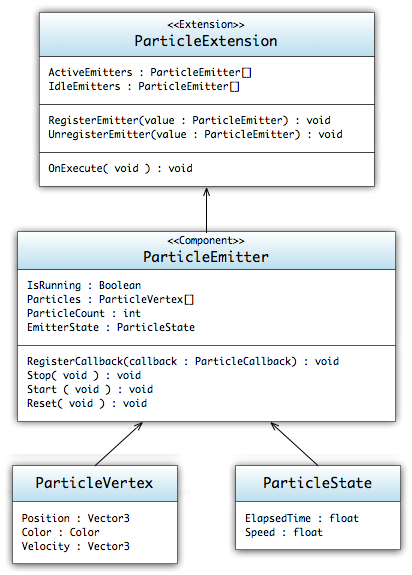 <<Extension>>
ParticleExtension
ActiveEmitters : ParticleEmitter[]
IdleEmitters : ParticleEmitter[]
RegisterEmitter(value : ParticleEmitter) : void
UnregisterEmitter(value : ParticleEmitter) : void
OnExecute( void ) : void
<<Component>>
ParticleEmitter
IsRunning : Boolean
Particles : ParticleVertex[]
ParticleCount : int
EmitterState : ParticleState
RegisterCallback(callback : ParticleCallback) : void
Stop( void ) : void
Start ( void ) : void
Reset( void ) : void
ParticleVertex
Position : Vector3
Color : Color
Velocity : Vector3
ParticleState
ElapsedTime : float
Speed : float